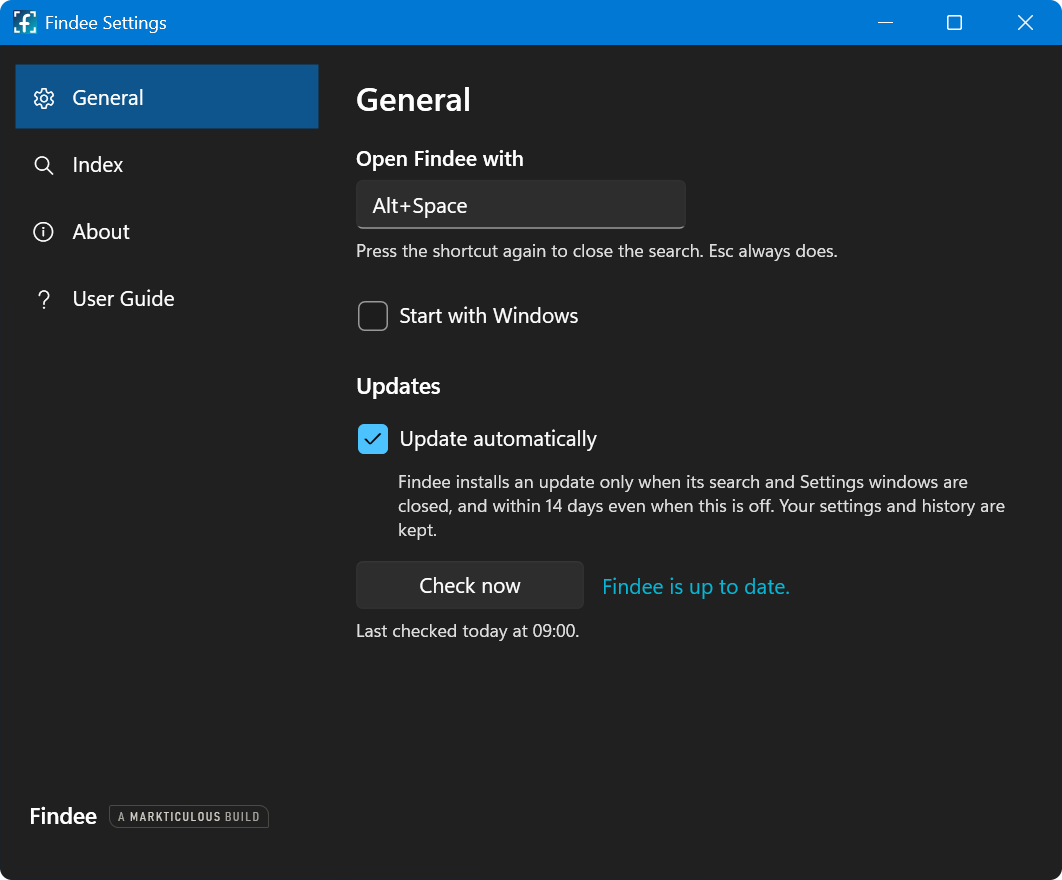 Findee Settings
General
Index
About
User Guide
General
Open Findee with
Alt+Space
Press the shortcut again to close the search. Esc always does.
Start with Windows
Updates
Update automatically
Findee installs an update only when its search and Settings windows are
closed, and within 14 days even when this is off. Your settings and history are
kept.
Check now
Findee is up to date.
Last checked today at 09:00.
Findee
A MARKTICULOUS BUILD